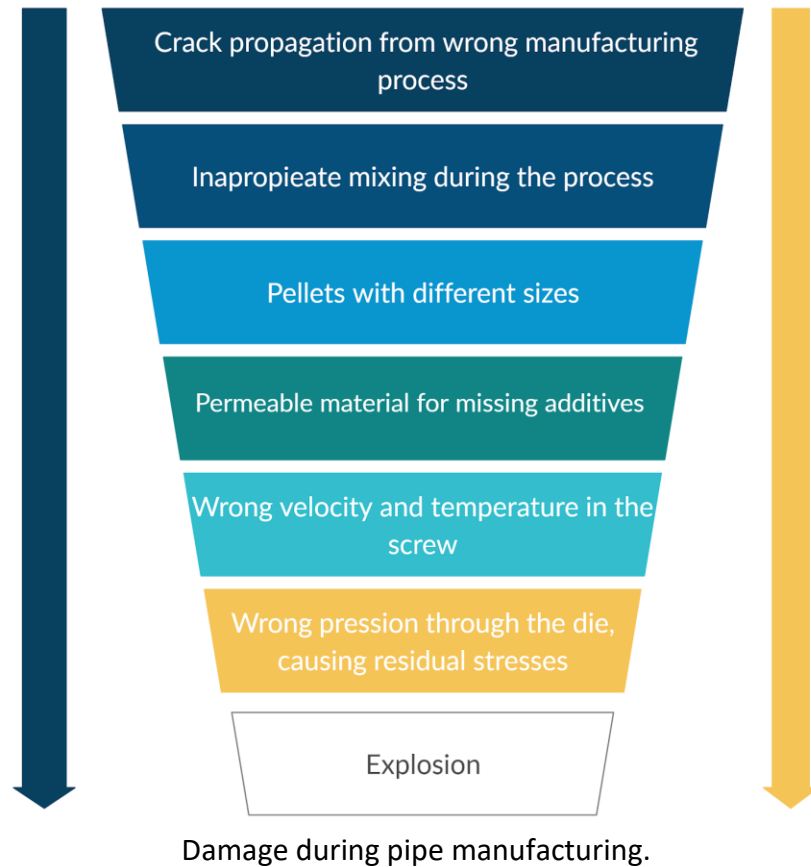 Crack propagation from wrong manufacturing
process
Inapropieate mixing during the process
Pellets with different sizes
Permeable material for missing additives
Wrong velocity and temperature in the
screw
Wrong pression through the die,
causing residual stresses
Explosion
Damage during pipe manufacturing.